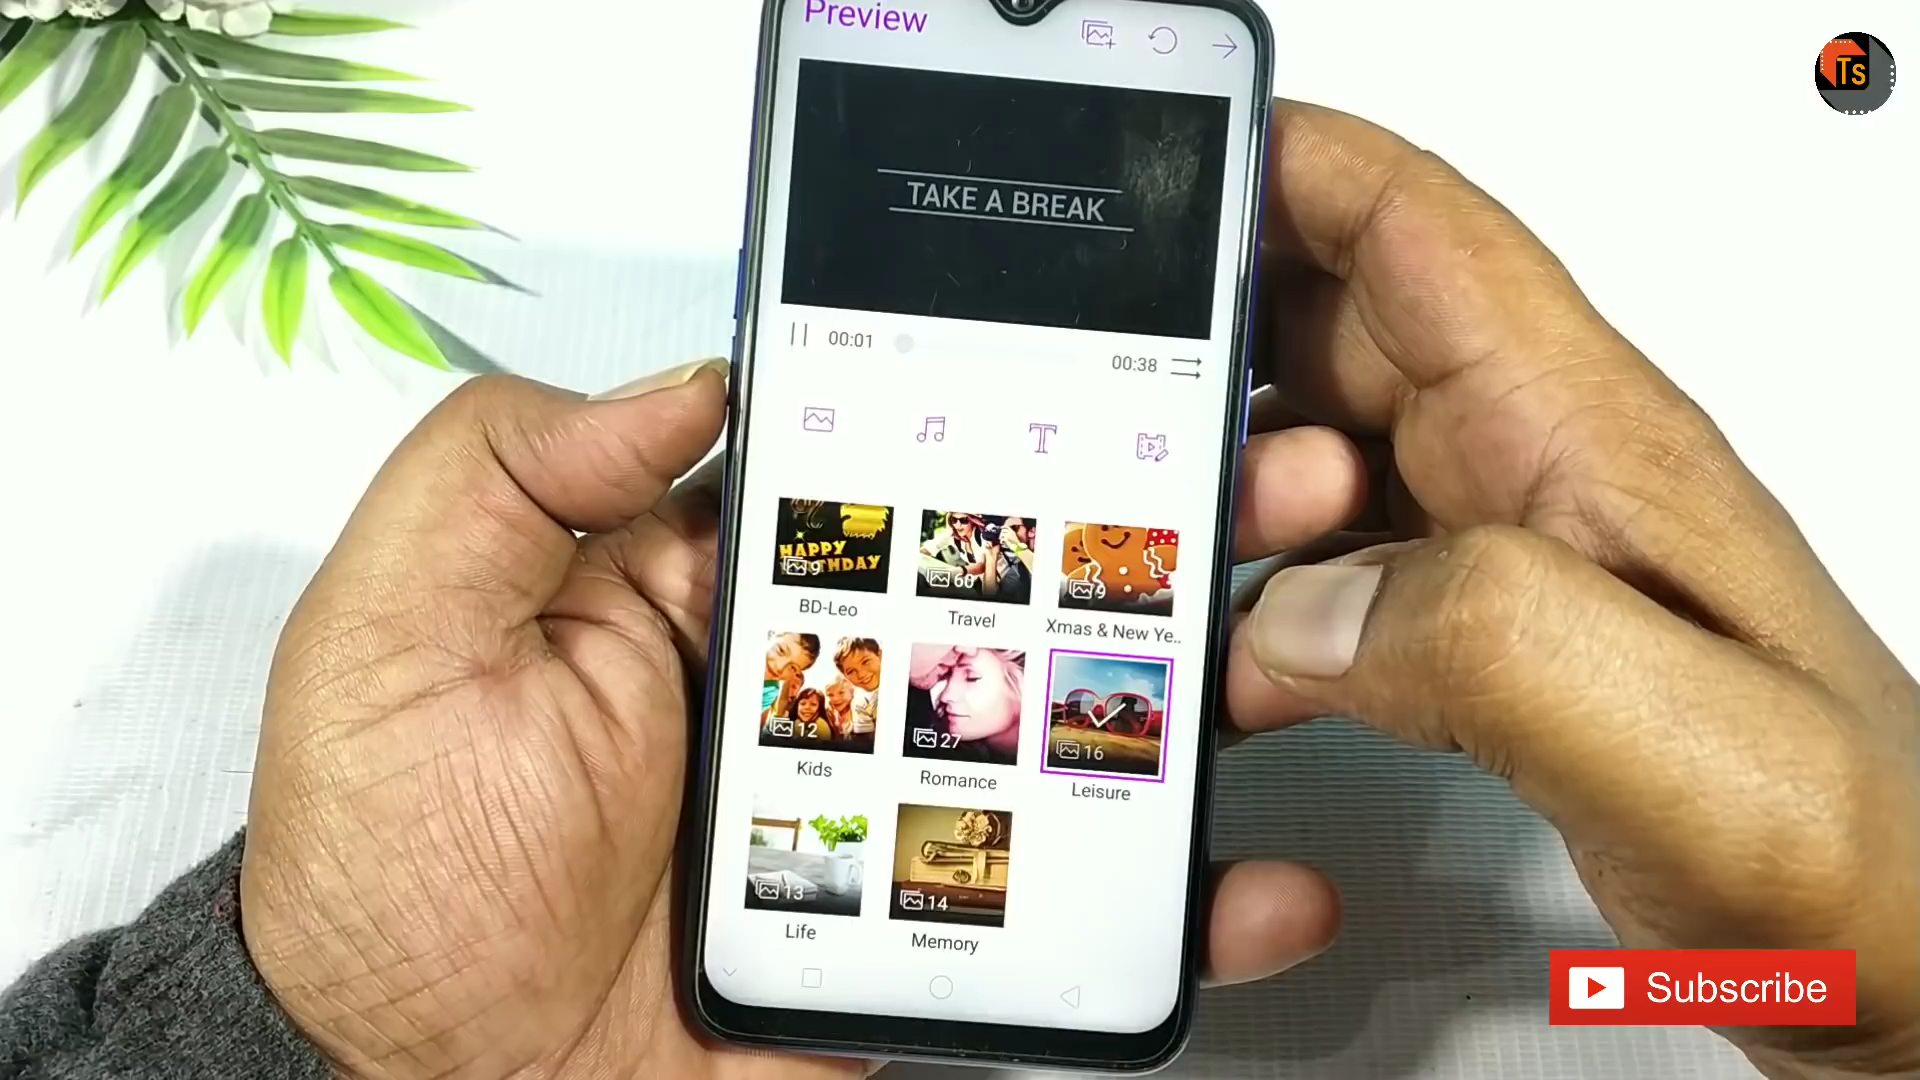 Preview
Ts
TAKE A BREAK
00:01
00:38
HAPPY
THDAY
9
60
9
BD-Leo
Travel
Xmas & New Ye..
12
27
16
Kids
Romance
Leisure
13
14
Life
Memory
Subscribe